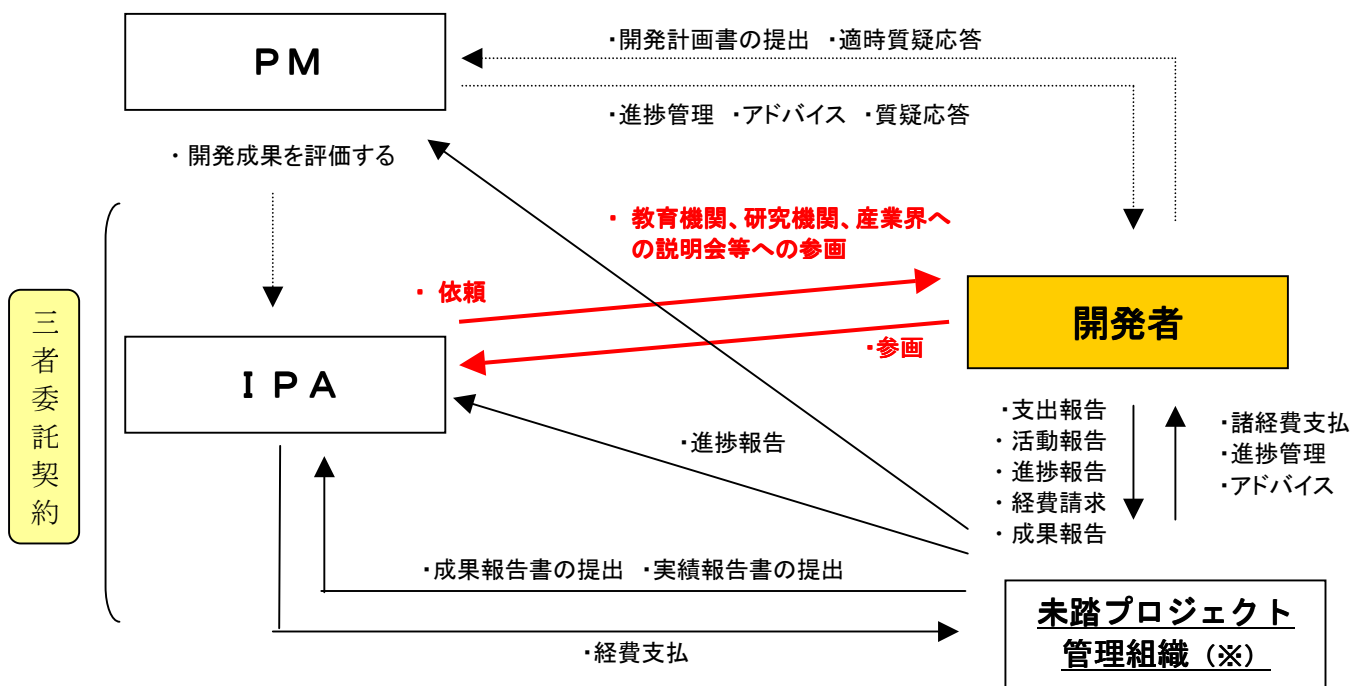 PM
・開発計画書の提出 ・適時質疑応答
・進捗管理 ・アドバイス ・質疑応答
・ 開発成果を評価する
・ 教育機関、研究機関、産業界へ
の説明会等への参画
・ 依頼
開発者
・参画
三者委託契約
IPA
・進捗報告
・支出報告
・ 活動報告
・ 進捗報告
・ 経費請求
・ 成果報告
・諸経費支払
・進捗管理
・アドバイス
・成果報告書の提出 ・実績報告書の提出
未踏プロジェクト
管理組織（※）
・経費支払